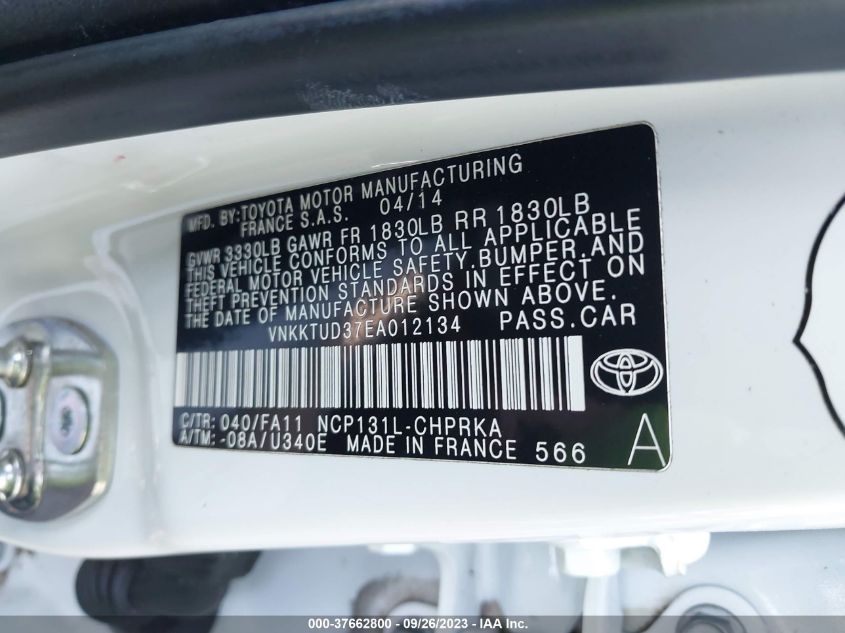 MFD. BY:TOYOTA MOTOR MANUFACTURING
FRANCE S.A.S. 04/14
GVWR 3330LB GAWR FR 1830LB RR 1830LB
THIS VEHICLE CONFORMS TO ALL APPLICABLE
FEDERAL MOTOR VEHICLE SAFETY,BUMPER,AND
THEFT PREVENTION STANDARDS IN EFFECT ON
THE DATE OF MANUFACTURE SHOWN ABOVE.
VNKKTUD37EA012134 PASS.CAR
C/TR: 040/FA11 NCP131L-CHPRKA
A/TM: -08A/U340E MADE IN FRANCE 566 A
000-37662800 - 09/26/2023 - IAA Inc.